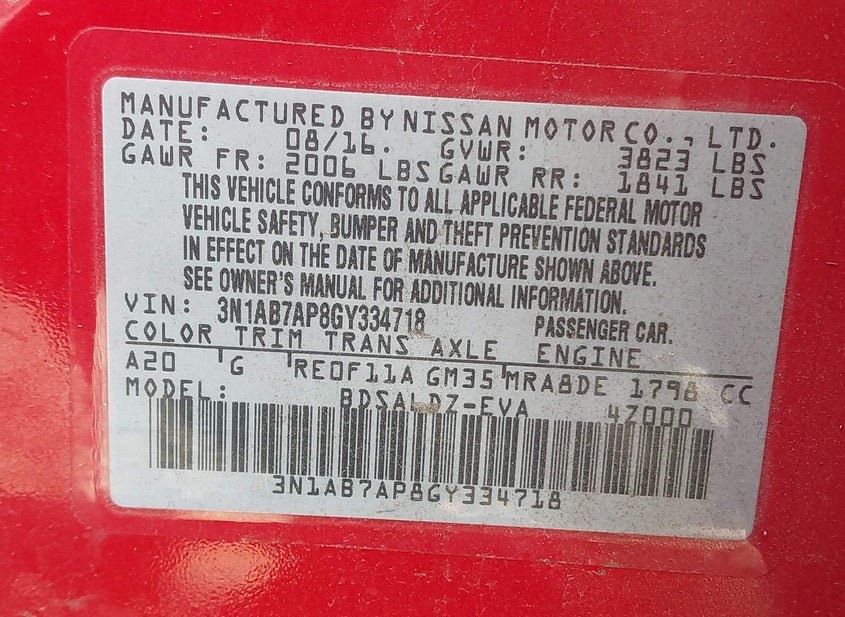 MANUFACTURED BY NISSAN MOTOR CO., LTD.
DATE: 08/16. GVWR: 3823 LBS
GAWR FR: 2006 LBS GAWR RR: 1841 LBS
THIS VEHICLE CONFORMS TO ALL APPLICABLE FEDERAL MOTOR
VEHICLE SAFETY, BUMPER AND THEFT PREVENTION STANDARDS
IN EFFECT ON THE DATE OF MANUFACTURE SHOWN ABOVE.
SEE OWNER'S MANUAL FOR ADDITIONAL INFORMATION.
VIN: 3N1AB7AP8GY334718 PASSENGER CAR.
COLOR TRIM TRANS AXLE ENGINE
A20 G RE0F11A GM35 MRA8DE 1798 CC
MODEL: BDSALDZ-EVA 4Z000
3N1AB7AP8GY334718